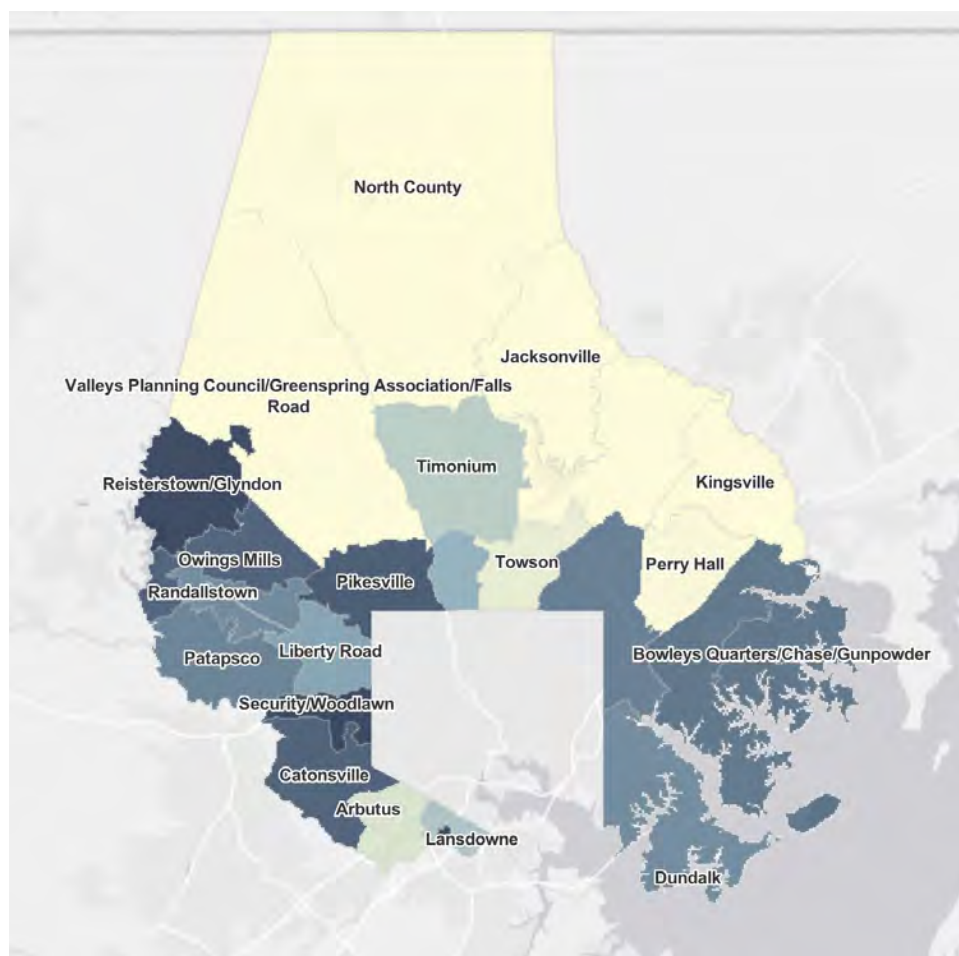 North County
Jacksonville
Valleys Planning Council/Greenspring Association/Falls
Road
Timonium
Kingsville
Reisterstown/Glyndon
Owings Mills
Towson
Perry Hall
Pikesville
Randallstown
Liberty Road
Patapsco
Bowleys Quarters/Chase/Gunpowder
Security/Woodlawn
Catonsville
Arbutus
Lansdowne
Dundalk